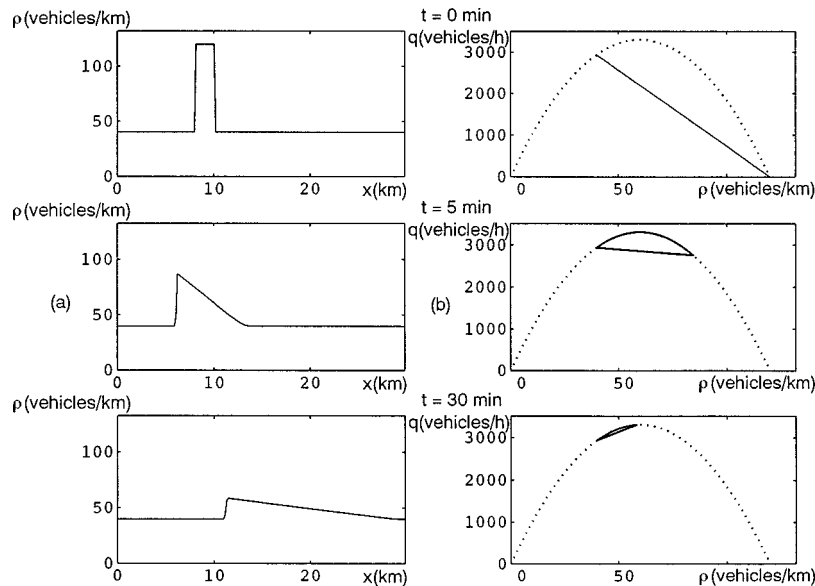 ρ(vehicles/km)
t = 0 min
q(vehicles/h)
100
50
0
0
10
20
x(km)
3000
2000
1000
0
0
50
ρ(vehicles/km)
ρ(vehicles/km)
t = 5 min
q(vehicles/h)
100
(a)
50
0
0
10
20
x(km)
3000
(b)
2000
1000
0
0
50
ρ(vehicles/km)
ρ(vehicles/km)
t = 30 min
q(vehicles/h)
100
50
0
0
10
20
x(km)
3000
2000
1000
0
0
50
ρ(vehicles/km)